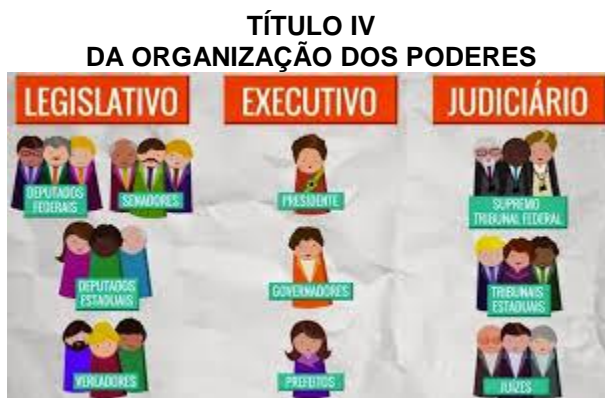 TÍTULO IV
DA ORGANIZAÇÃO DOS PODERES
LEGISLATIVO
EXECUTIVO
JUDICIÁRIO
DEPUTADOS
FEDERAIS
SENADORES
PRESIDENTE
SUPREMO
TRIBUNAL FEDERAL
DEPUTADOS
ESTADUAIS
GOVERNADORES
TRIBUNAIS
ESTADUAIS
VEREADORES
PREFEITOS
JUÍZES